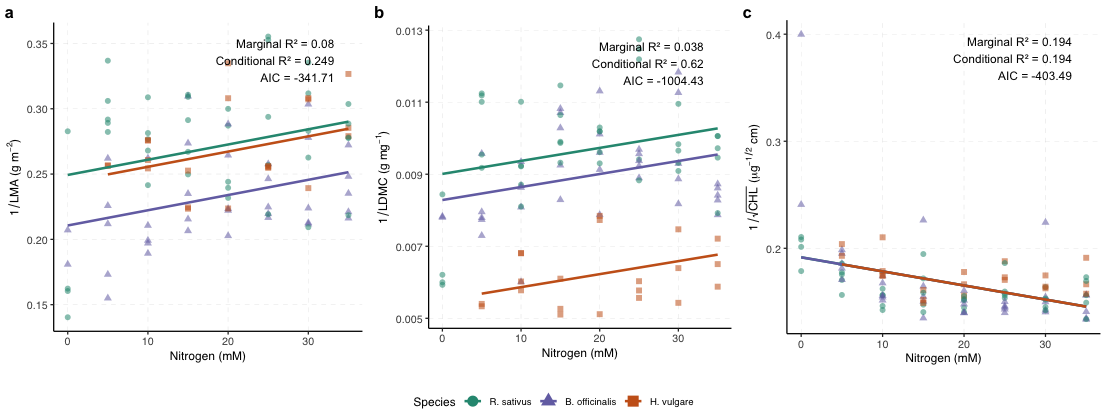 a
Marginal R² = 0.08
Conditional R² = 0.249
AIC = -341.71
1/LMA (g m⁻²)
0.35
0.30
0.25
0.20
0.15
0
10
20
30
Nitrogen (mM)
b
Marginal R² = 0.038
Conditional R² = 0.62
AIC = -1004.43
1/LDMC (g mg⁻¹)
0.013
0.011
0.009
0.007
0.005
0
10
20
30
Nitrogen (mM)
c
Marginal R² = 0.194
Conditional R² = 0.194
AIC = -403.49
1/√CHL (µg⁻¹/² cm)
0.4
0.3
0.2
0
10
20
30
Nitrogen (mM)
Species R. sativus B. officinalis H. vulgare